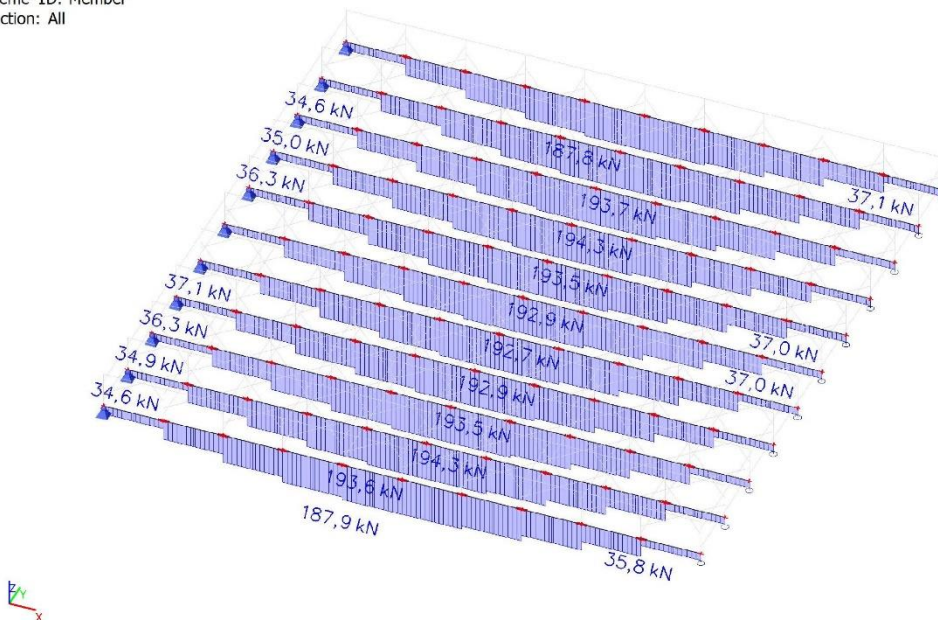 ction: All
187,8 kN
34,6 kN
37,1 kN
193,7 kN
35,0 kN
194,3 kN
36,3 kN
193,5 kN
192,9 kN
37,0 kN
37,1 kN
192,7 kN
37,0 kN
36,3 kN
192,9 kN
34,9 kN
193,5 kN
34,6 kN
194,3 kN
193,6 kN
187,9 kN
35,8 kN
Z
Y
X